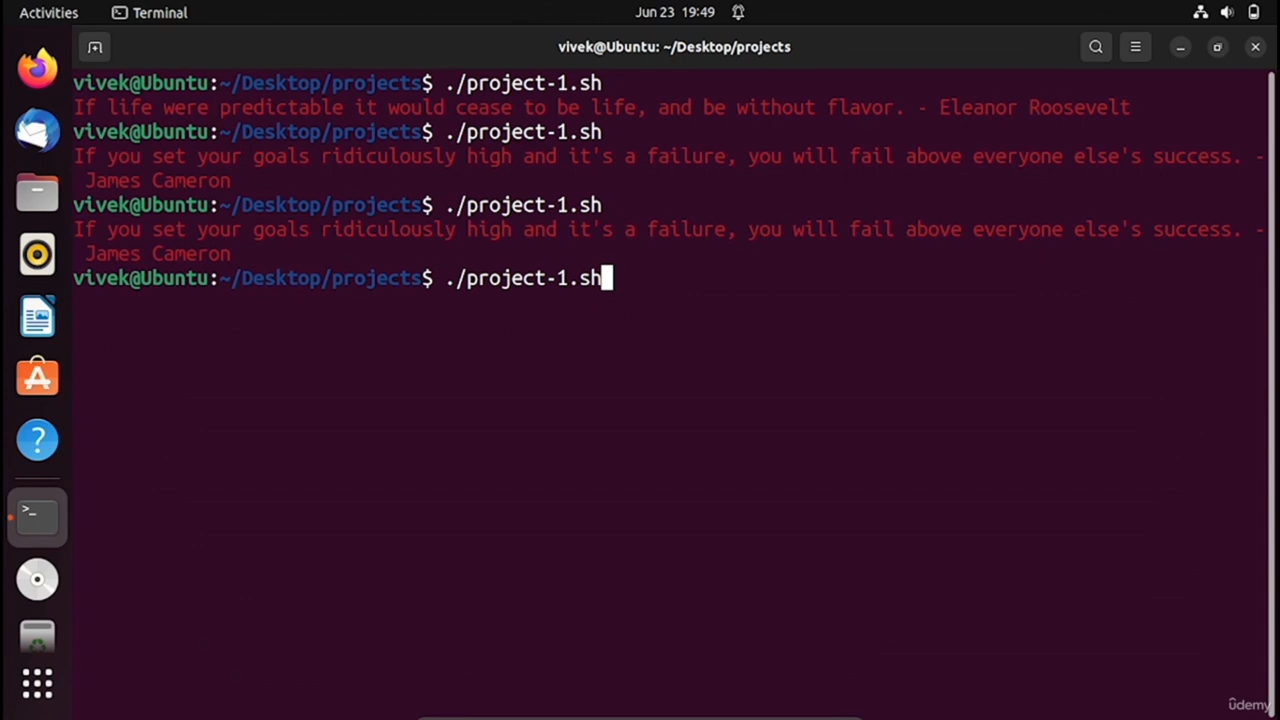 Activities Terminal Jun 23 19:49
vivek@Ubuntu: ~/Desktop/projects
vivek@Ubuntu:~/Desktop/projects$ ./project-1.sh
If life were predictable it would cease to be life, and be without flavor. - Eleanor Roosevelt
vivek@Ubuntu:~/Desktop/projects$ ./project-1.sh
If you set your goals ridiculously high and it's a failure, you will fail above everyone else's success. -
James Cameron
vivek@Ubuntu:~/Desktop/projects$ ./project-1.sh
If you set your goals ridiculously high and it's a failure, you will fail above everyone else's success. -
James Cameron
vivek@Ubuntu:~/Desktop/projects$ ./project-1.sh
>_
?
ûdemy